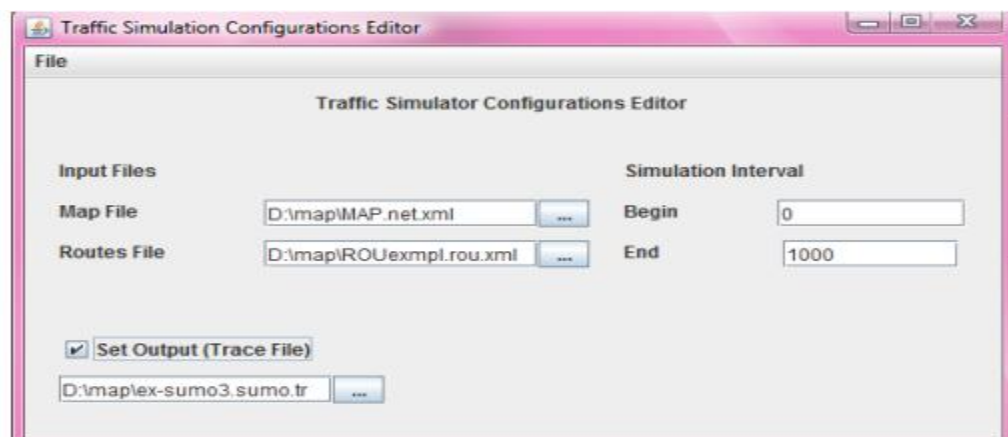 Traffic Simulation Configurations Editor
File
Traffic Simulator Configurations Editor
Input Files
Simulation Interval
Map File
D:\map\MAP.net.xml
...
Begin
0
Routes File
D:\map\ROUexmpl.rou.xml
...
End
1000
Set Output (Trace File)
D:\map\ex-sumo3.sumo.tr
...